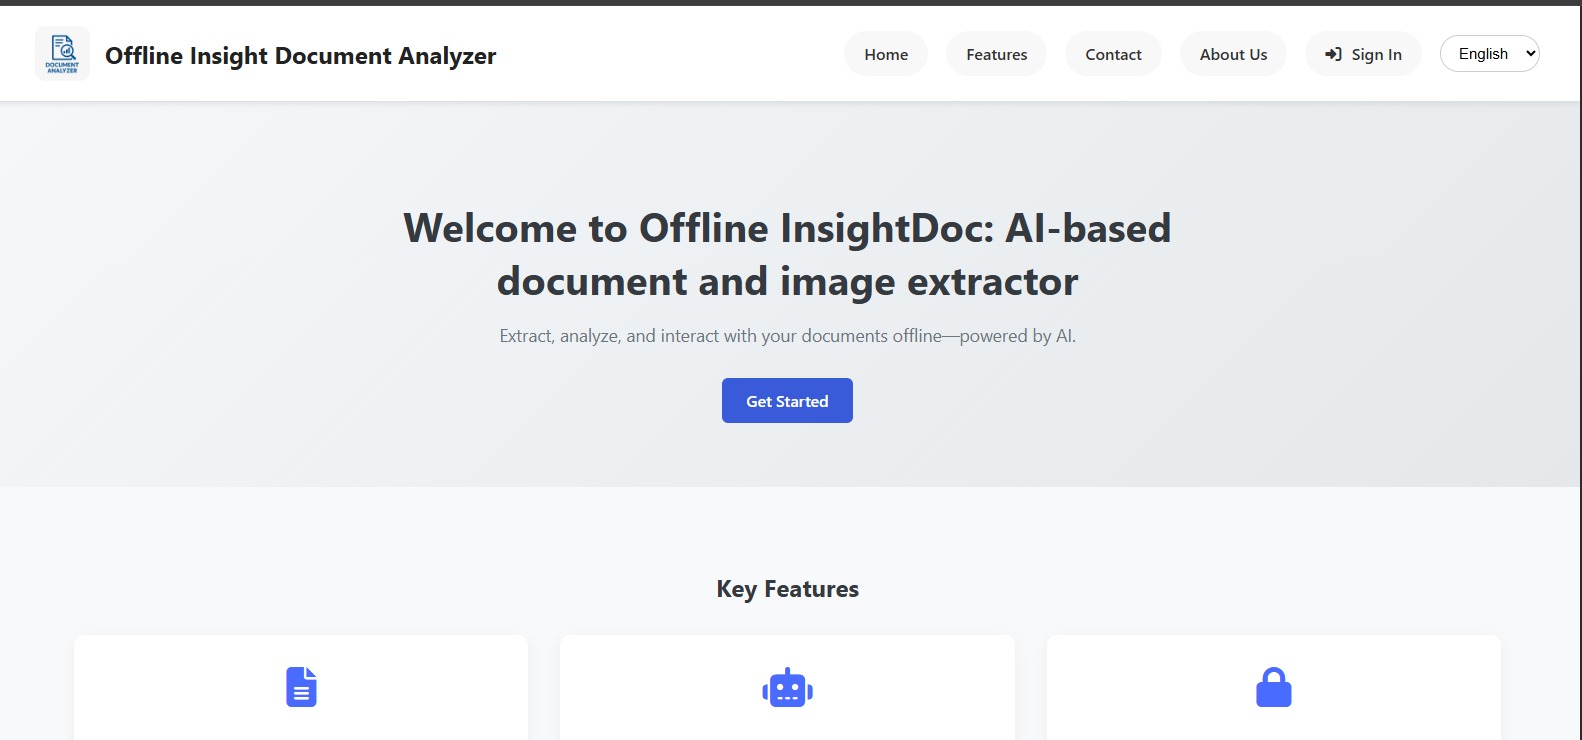 DOCUMENT
ANALYZER
Offline Insight Document Analyzer
Home
Features
Contact
About Us
Sign In
English
Welcome to Offline InsightDoc: AI-based
document and image extractor
Extract, analyze, and interact with your documents offline—powered by AI.
Get Started
Key Features